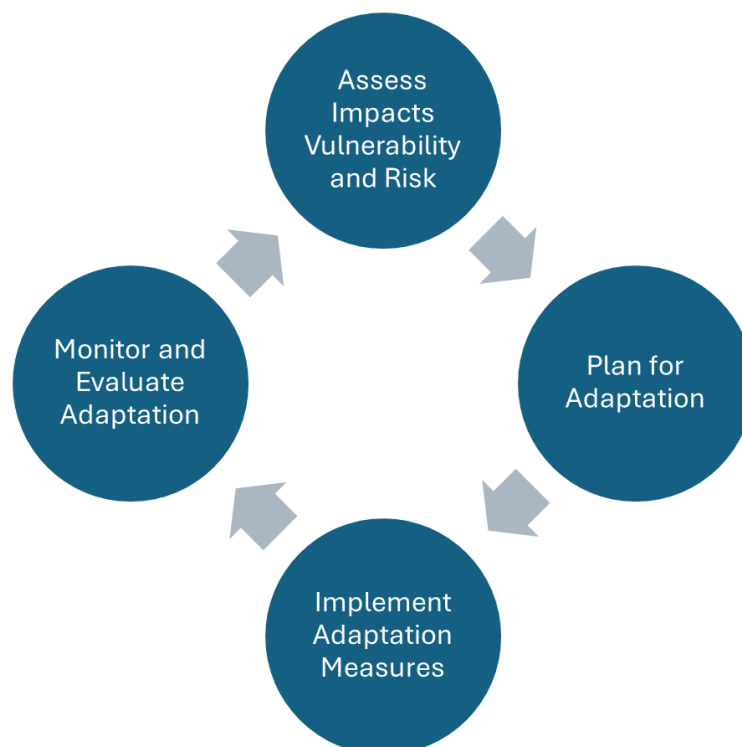 Assess
Impacts
Vulnerability
and Risk
Plan for
Adaptation
Implement
Adaptation
Measures
Monitor and
Evaluate
Adaptation